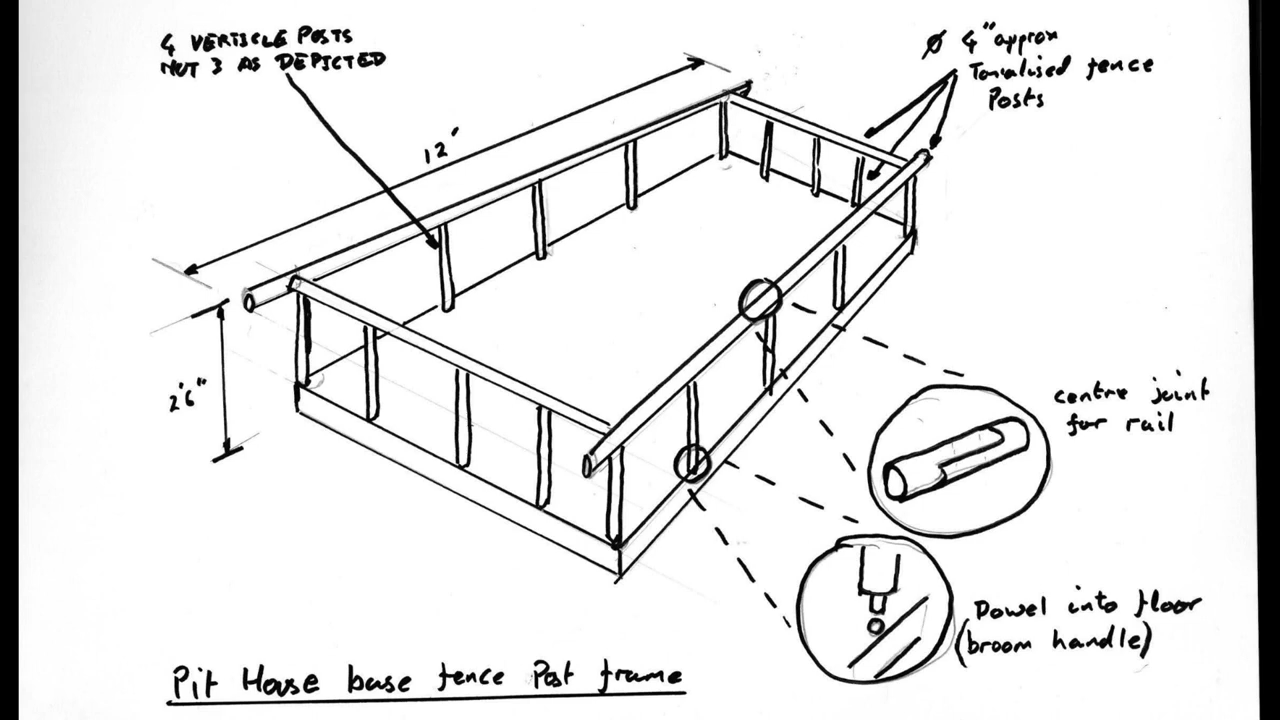 4 VERTICLE POSTS
NOT 3 AS DEPICTED
12'
Ø 4" approx
Tanalised fence
Posts
2'6"
centre joint
for rail
Dowel into floor
(broom handle)
Pit House base fence Post frame